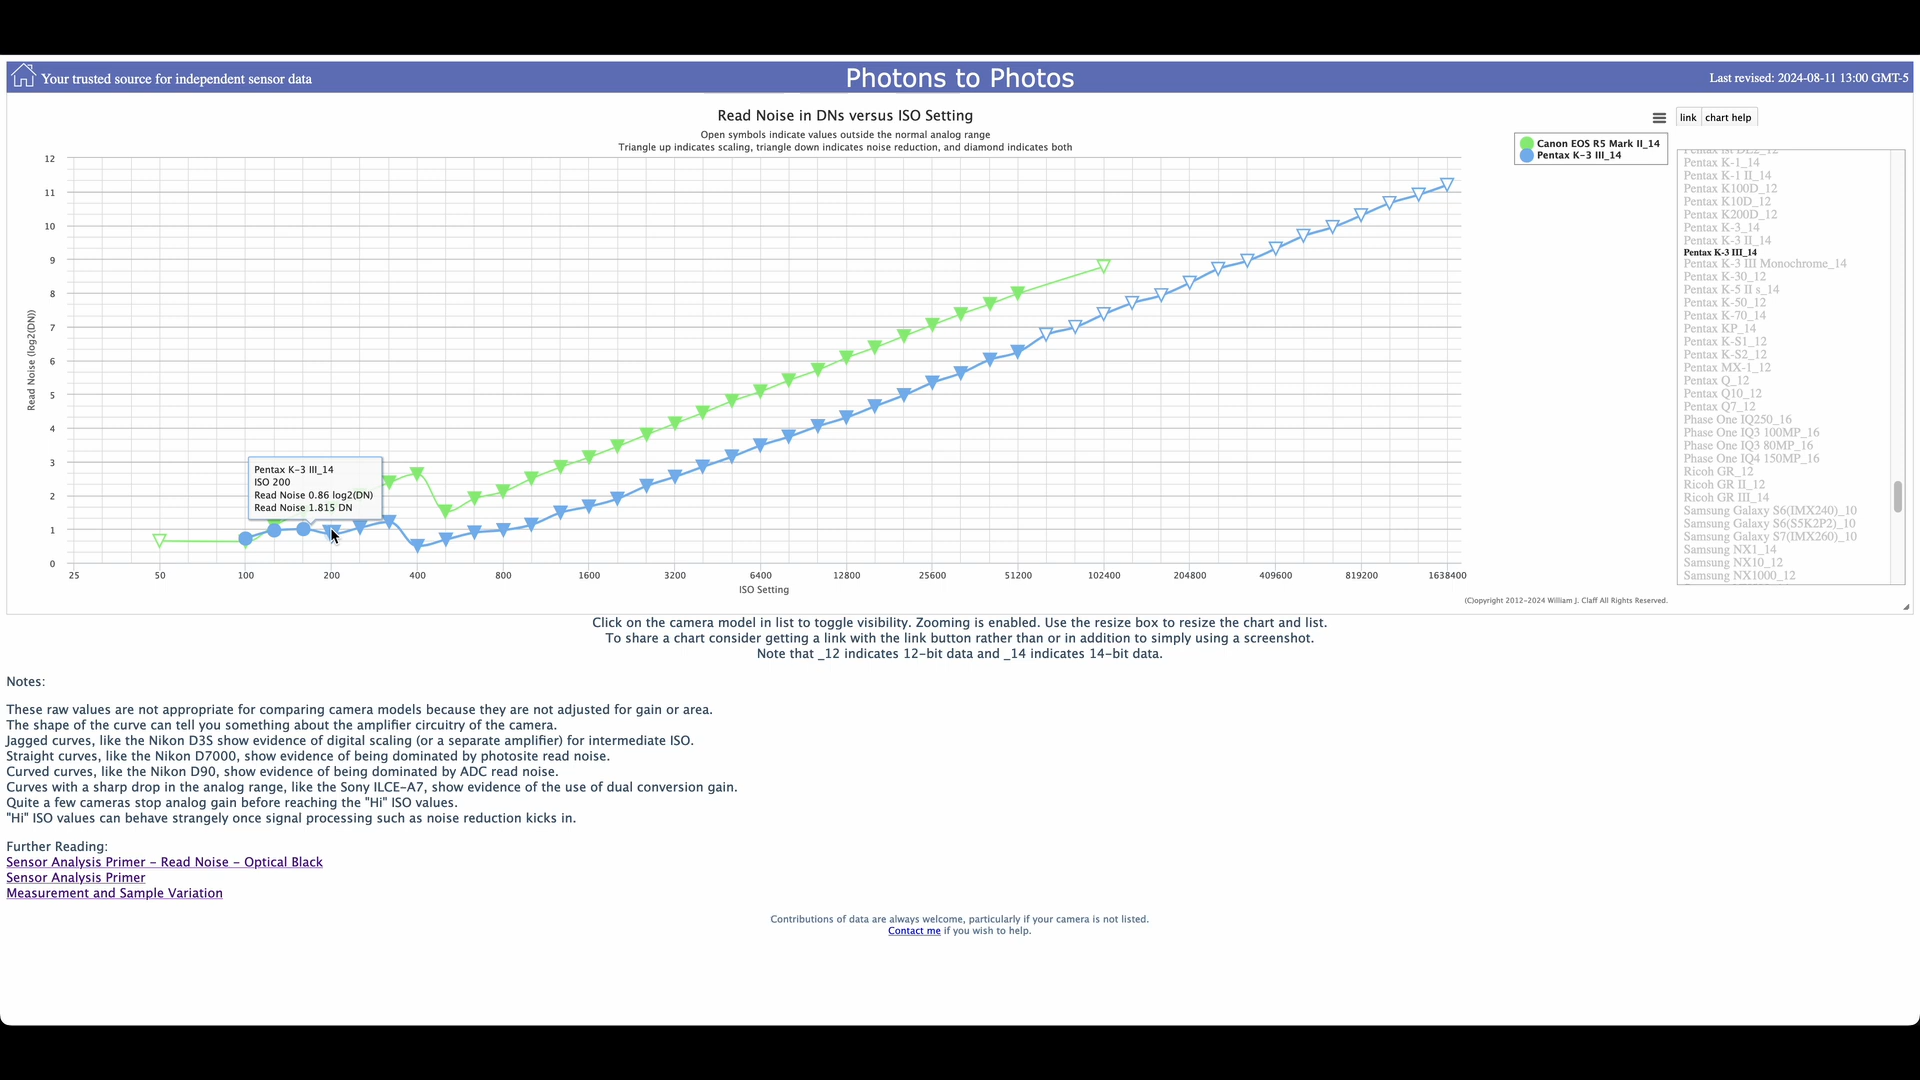 Your trusted source for independent sensor data
Photons to Photos
Last revised: 2024-08-11 13:00 GMT-5
Read Noise in DNs versus ISO Setting
Open symbols indicate values outside the normal analog range
Triangle up indicates scaling, triangle down indicates noise reduction, and diamond indicates both
link
chart help
Canon EOS R5 Mark II_14
Pentax K-3 III_14
12
11
10
9
8
7
6
5
4
3
2
1
0
Read Noise (log2(DN))
Pentax K-3 III_14
ISO 200
Read Noise 0.86 log2(DN)
Read Noise 1.815 DN
25
50
100
200
400
800
1600
3200
6400
12800
25600
51200
102400
204800
409600
819200
1638400
ISO Setting
(C)opyright 2012-2024 William J. Claff All Rights Reserved.
Pentax K-1_14
Pentax K-1 II_14
Pentax K100D_12
Pentax K10D_12
Pentax K200D_12
Pentax K-3_14
Pentax K-3 II_14
Pentax K-3 III_14
Pentax K-3 III Monochrome_14
Pentax K-30_12
Pentax K-5 II s_14
Pentax K-50_12
Pentax K-70_14
Pentax KP_14
Pentax K-S1_12
Pentax K-S2_12
Pentax MX-1_12
Pentax Q_12
Pentax Q10_12
Pentax Q7_12
Phase One IQ250_16
Phase One IQ3 100MP_16
Phase One IQ3 80MP_16
Phase One IQ4 150MP_16
Ricoh GR_12
Ricoh GR II_12
Ricoh GR III_14
Samsung Galaxy S6(IMX240)_10
Samsung Galaxy S6(S5K2P2)_10
Samsung Galaxy S7(IMX260)_10
Samsung NX1_14
Samsung NX10_12
Samsung NX1000_12
Click on the camera model in list to toggle visibility. Zooming is enabled. Use the resize box to resize the chart and list.
To share a chart consider getting a link with the link button rather than or in addition to simply using a screenshot.
Note that _12 indicates 12-bit data and _14 indicates 14-bit data.
Notes:
These raw values are not appropriate for comparing camera models because they are not adjusted for gain or area.
The shape of the curve can tell you something about the amplifier circuitry of the camera.
Jagged curves, like the Nikon D3S show evidence of digital scaling (or a separate amplifier) for intermediate ISO.
Straight curves, like the Nikon D7000, show evidence of being dominated by photosite read noise.
Curved curves, like the Nikon D90, show evidence of being dominated by ADC read noise.
Curves with a sharp drop in the analog range, like the Sony ILCE-A7, show evidence of the use of dual conversion gain.
Quite a few cameras stop analog gain before reaching the "Hi" ISO values.
"Hi" ISO values can behave strangely once signal processing such as noise reduction kicks in.
Further Reading:
Sensor Analysis Primer – Read Noise – Optical Black
Sensor Analysis Primer
Measurement and Sample Variation
Contributions of data are always welcome, particularly if your camera is not listed.
Contact me if you wish to help.